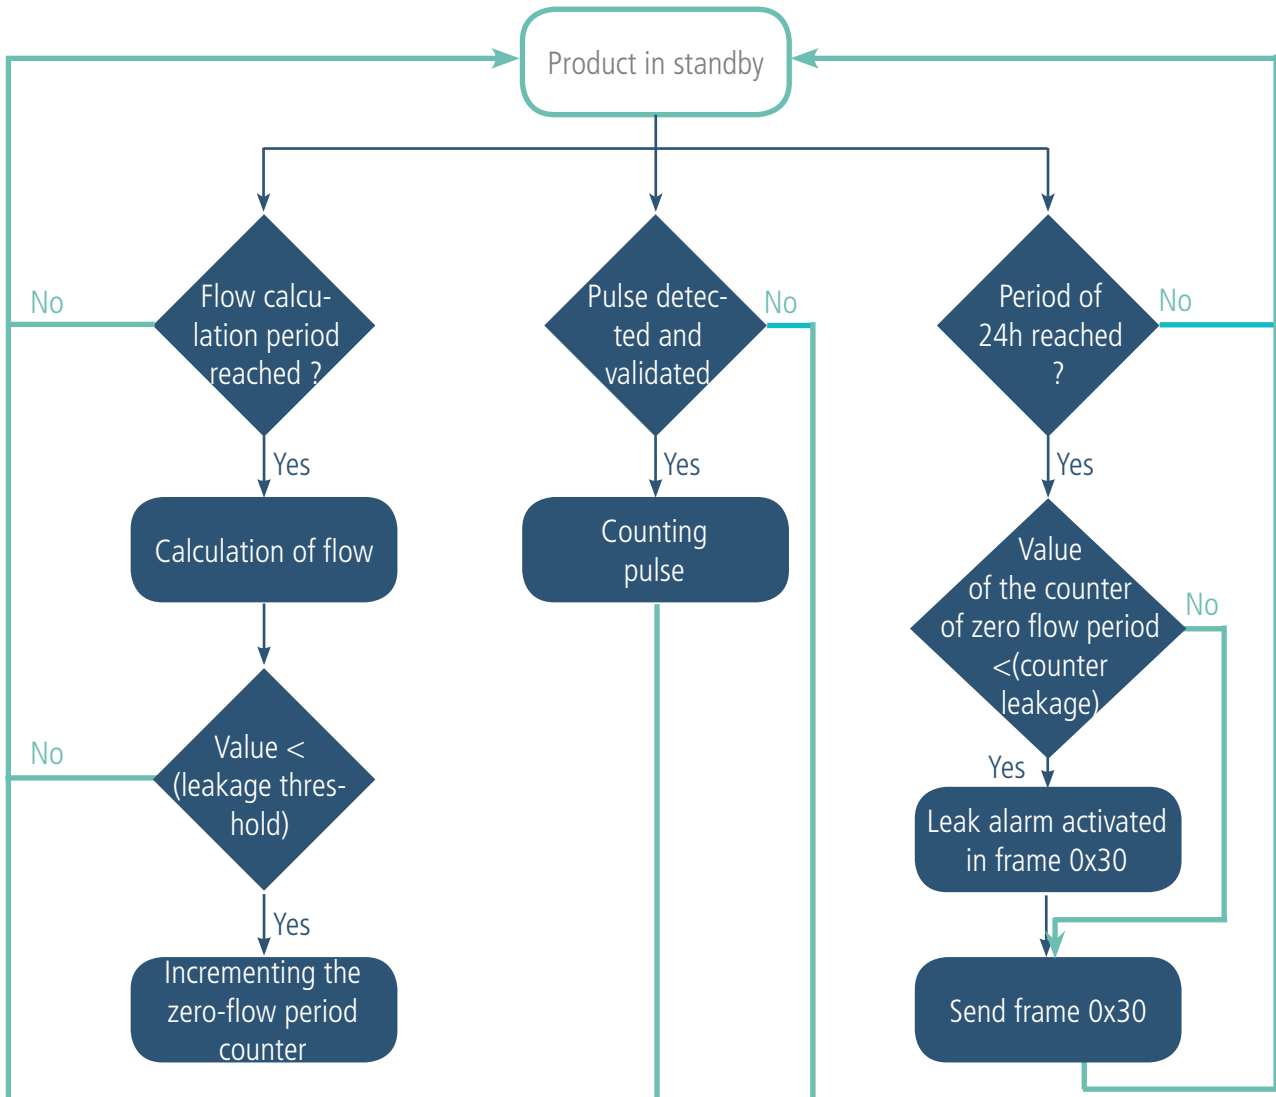 Product in standby
Flow calcu-
lation period
reached ?
No
Yes
Calculation of flow
Value <
(leakage thres-
hold)
No
Yes
Incrementing the
zero-flow period
counter
Pulse detec-
ted and
validated
No
Yes
Counting
pulse
Period of
24h reached
?
No
Yes
Value
of the counter
of zero flow period
<(counter
leakage)
No
Yes
Leak alarm activated
in frame 0x30
Send frame 0x30